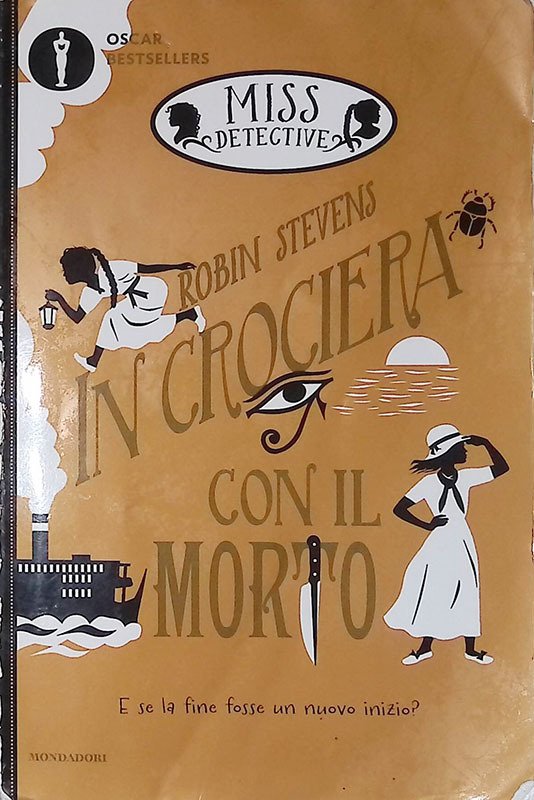 OSCAR
BESTSELLERS
MISS
DETECTIVE
ROBIN STEVENS
IN CROCIERA
CON IL
MORTO
E se la fine fosse un nuovo inizio?
MONDADORI